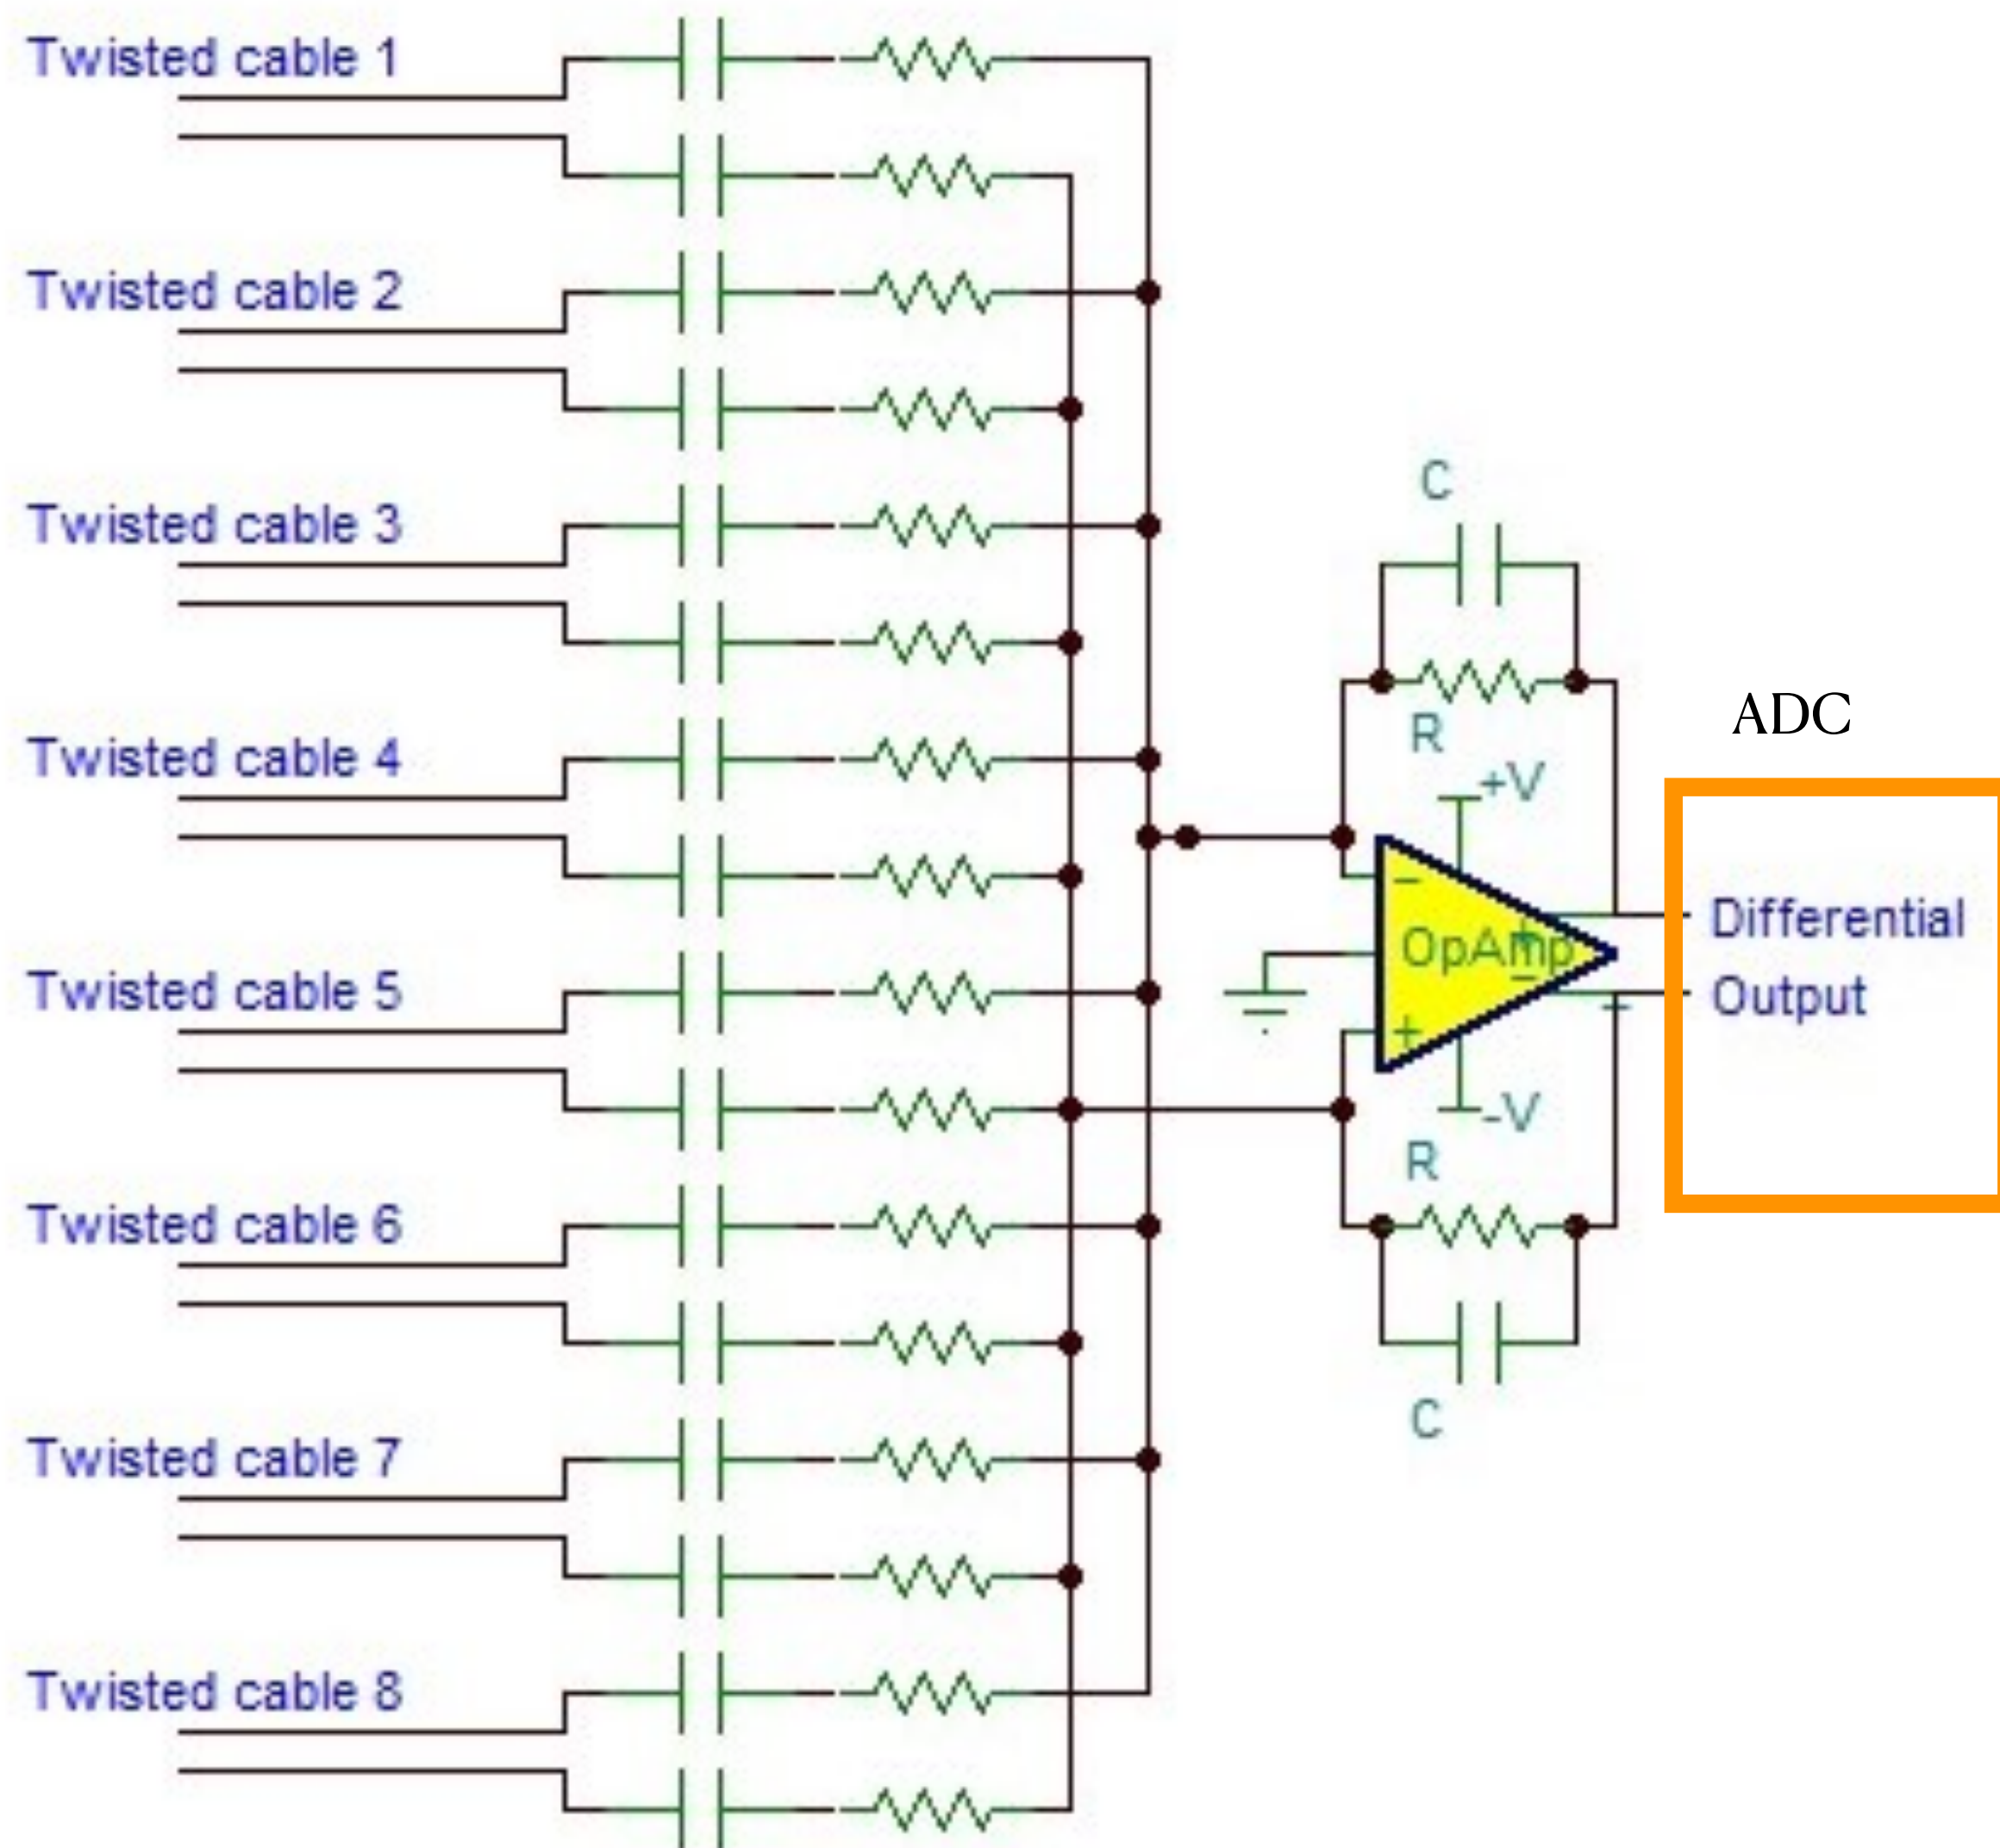 Twisted cable 1
Twisted cable 2
Twisted cable 3
C
Twisted cable 4
R
ADC
+V
−
OpAmp
+
−
Differential
Output
Twisted cable 5
+
-V
R
Twisted cable 6
C
Twisted cable 7
Twisted cable 8